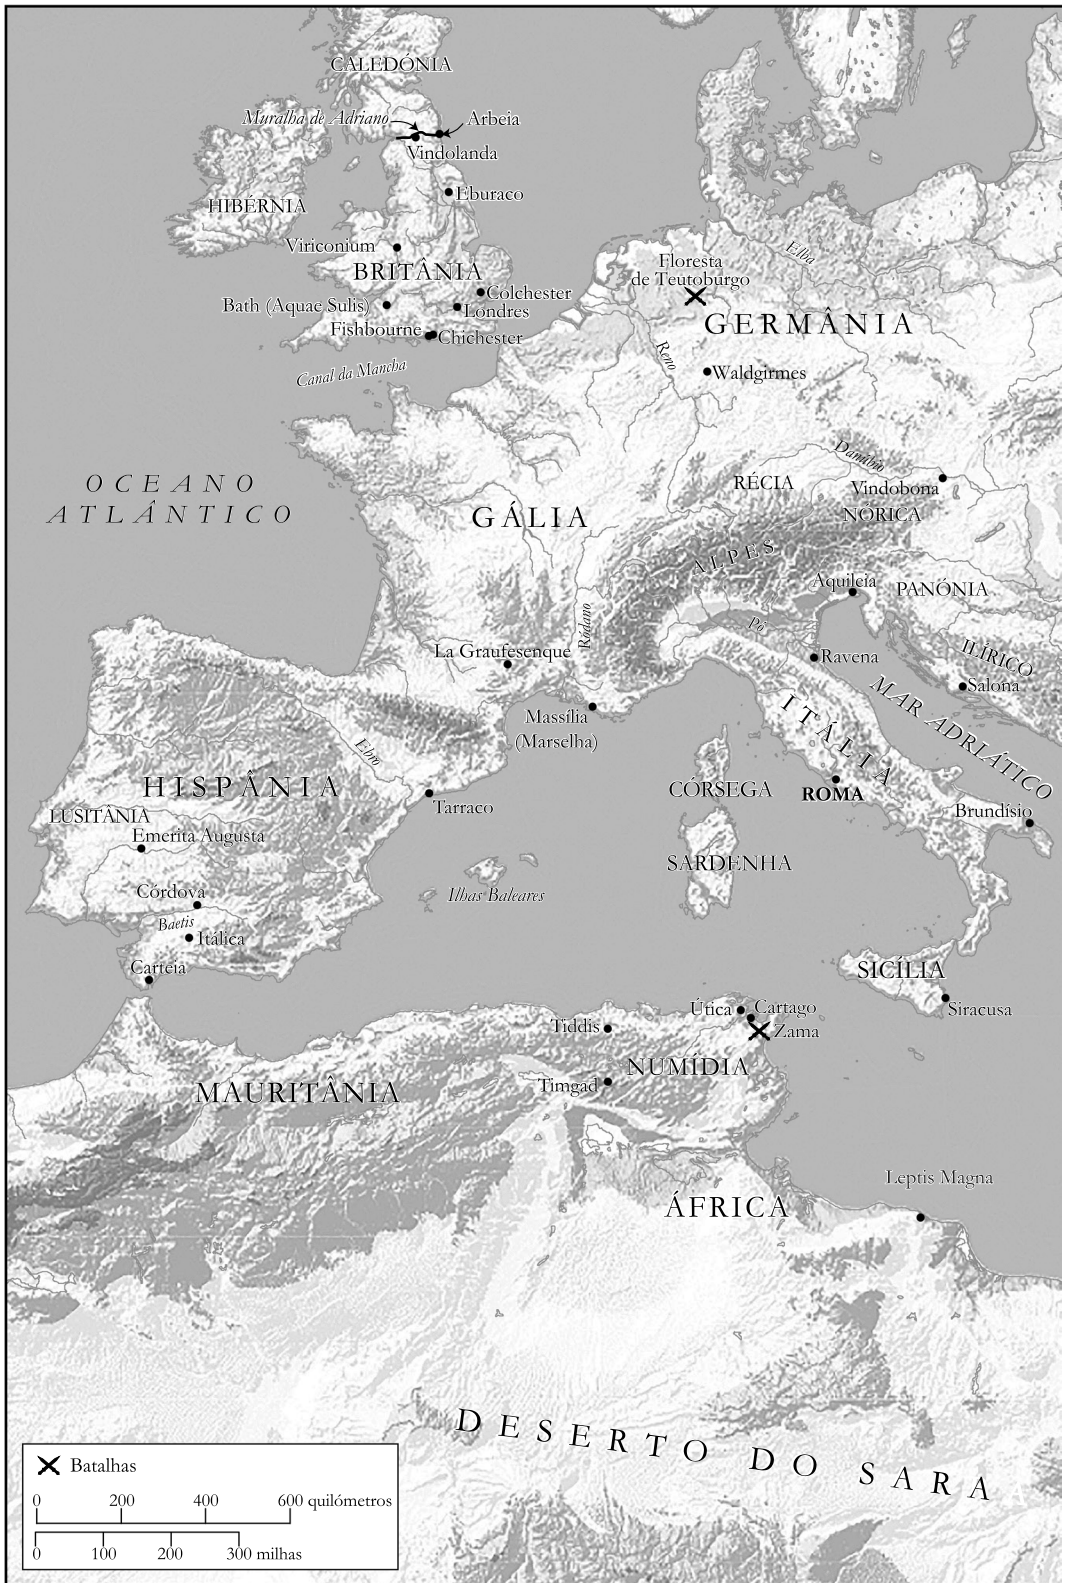 CALEDÓNIA
Muralha de Adriano
Arbeia
Vindolanda
HIBÉRNIA
Eburaco
Viriconium
BRITÂNIA
Colchester
Bath (Aquae Sulis)
Londres
Fishbourne
Chichester
Canal da Mancha
Elba
Floresta
de Teutoburgo
GERMÂNIA
Reno
Waldgirmes
OCEANO
ATLÂNTICO
GÁLIA
Danúbio
RÉCIA
Vindobona
NÓRICA
ALPES
Aquileia
PANÓNIA
Ródano
Pó
La Graufesenque
Ravena
ILÍRICO
Salona
Massília
(Marselha)
ITÁLIA
MAR ADRIÁTICO
Ebro
HISPÂNIA
Tarraco
CÓRSEGA
ROMA
LUSITÂNIA
Emerita Augusta
Brundísio
SARDENHA
Ilhas Baleares
Córdova
Baetis
Itálica
Carteia
SICÍLIA
Siracusa
Útica
Cartago
Zama
Tiddis
NUMÍDIA
Timgad
MAURITÂNIA
Leptis Magna
ÁFRICA
DESERTO DO SARA
Batalhas
0 200 400 600 quilómetros
0 100 200 300 milhas